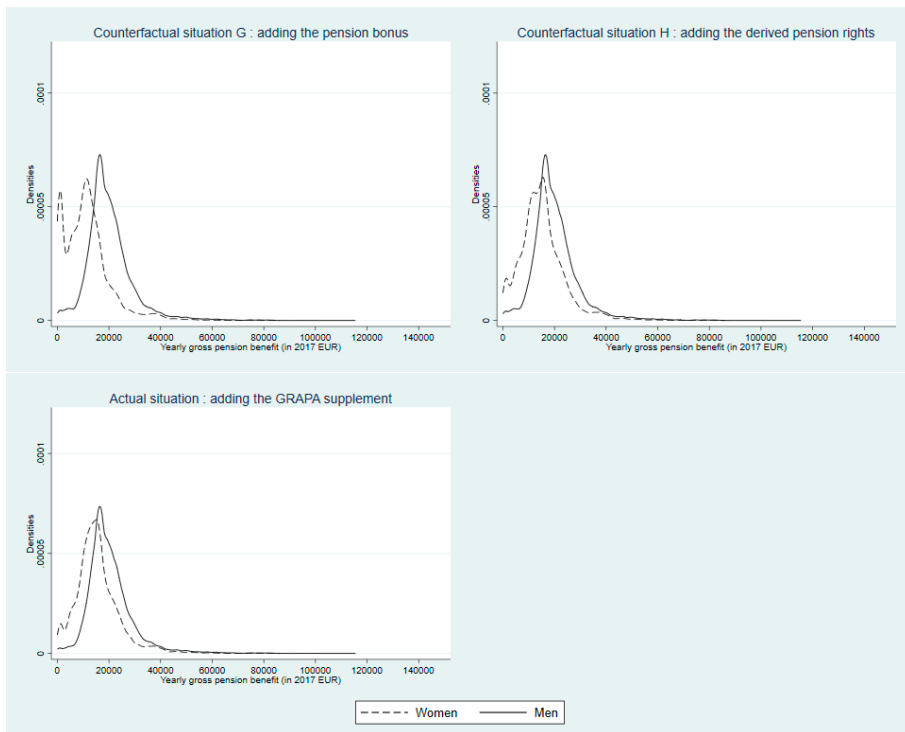 Counterfactual situation G : adding the pension bonus
Densities
.0001
.00005
0
0 20000 40000 60000 80000 100000 120000 140000
Yearly gross pension benefit (in 2017 EUR)
Counterfactual situation H : adding the derived pension rights
Densities
.0001
.00005
0
0 20000 40000 60000 80000 100000 120000 140000
Yearly gross pension benefit (in 2017 EUR)
Actual situation : adding the GRAPA supplement
Densities
.0001
.00005
0
0 20000 40000 60000 80000 100000 120000 140000
Yearly gross pension benefit (in 2017 EUR)
Women Men